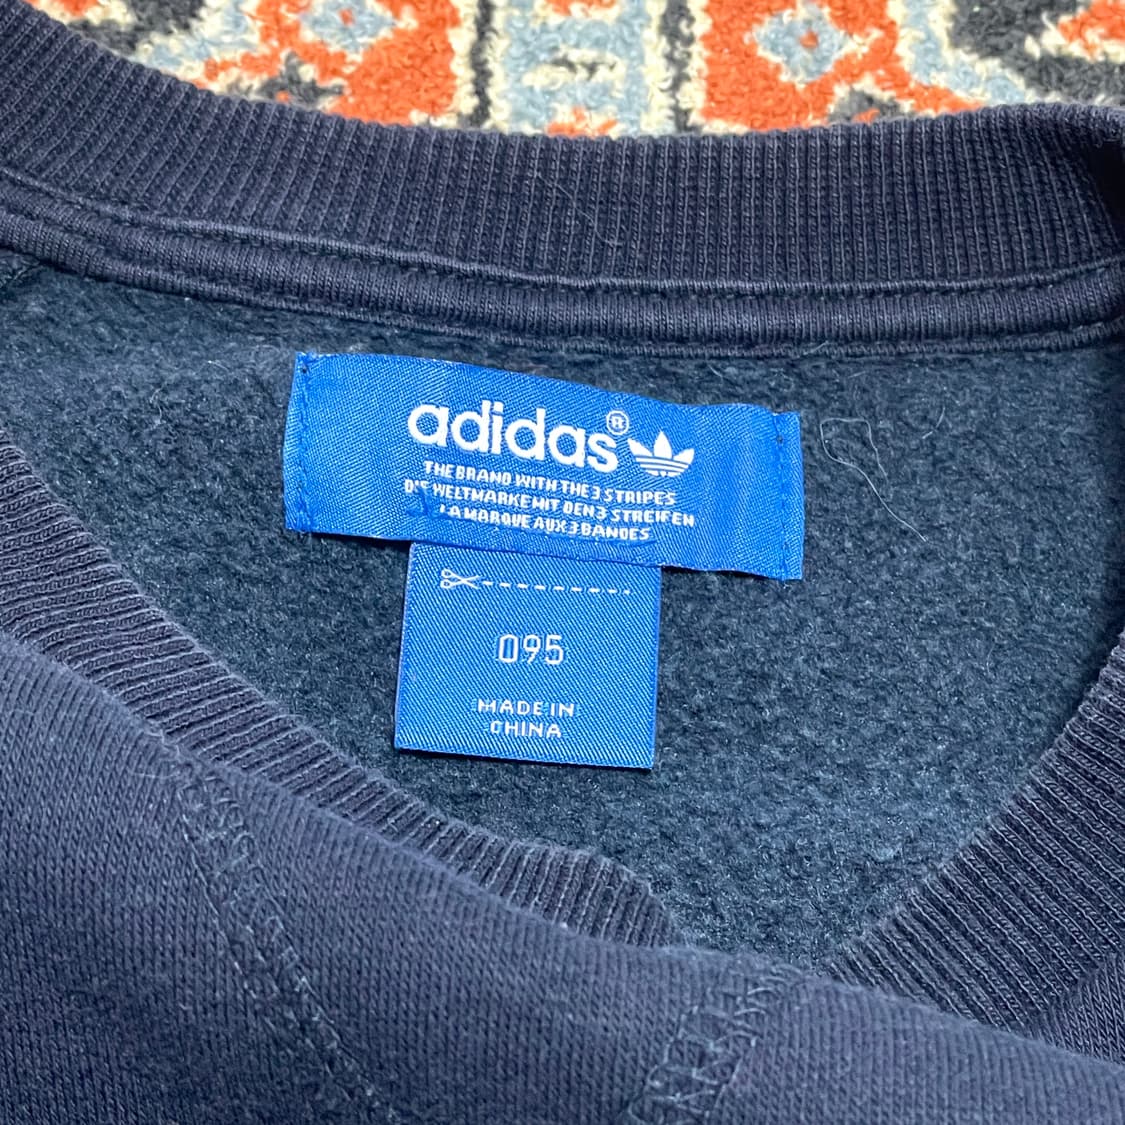 adidas®
THE BRAND WITH THE 3 STRIPES
DIE WELTMARKE MIT DEN 3 STREIFEN
LA MARQUE AUX 3 BANDES
095
MADE IN
CHINA